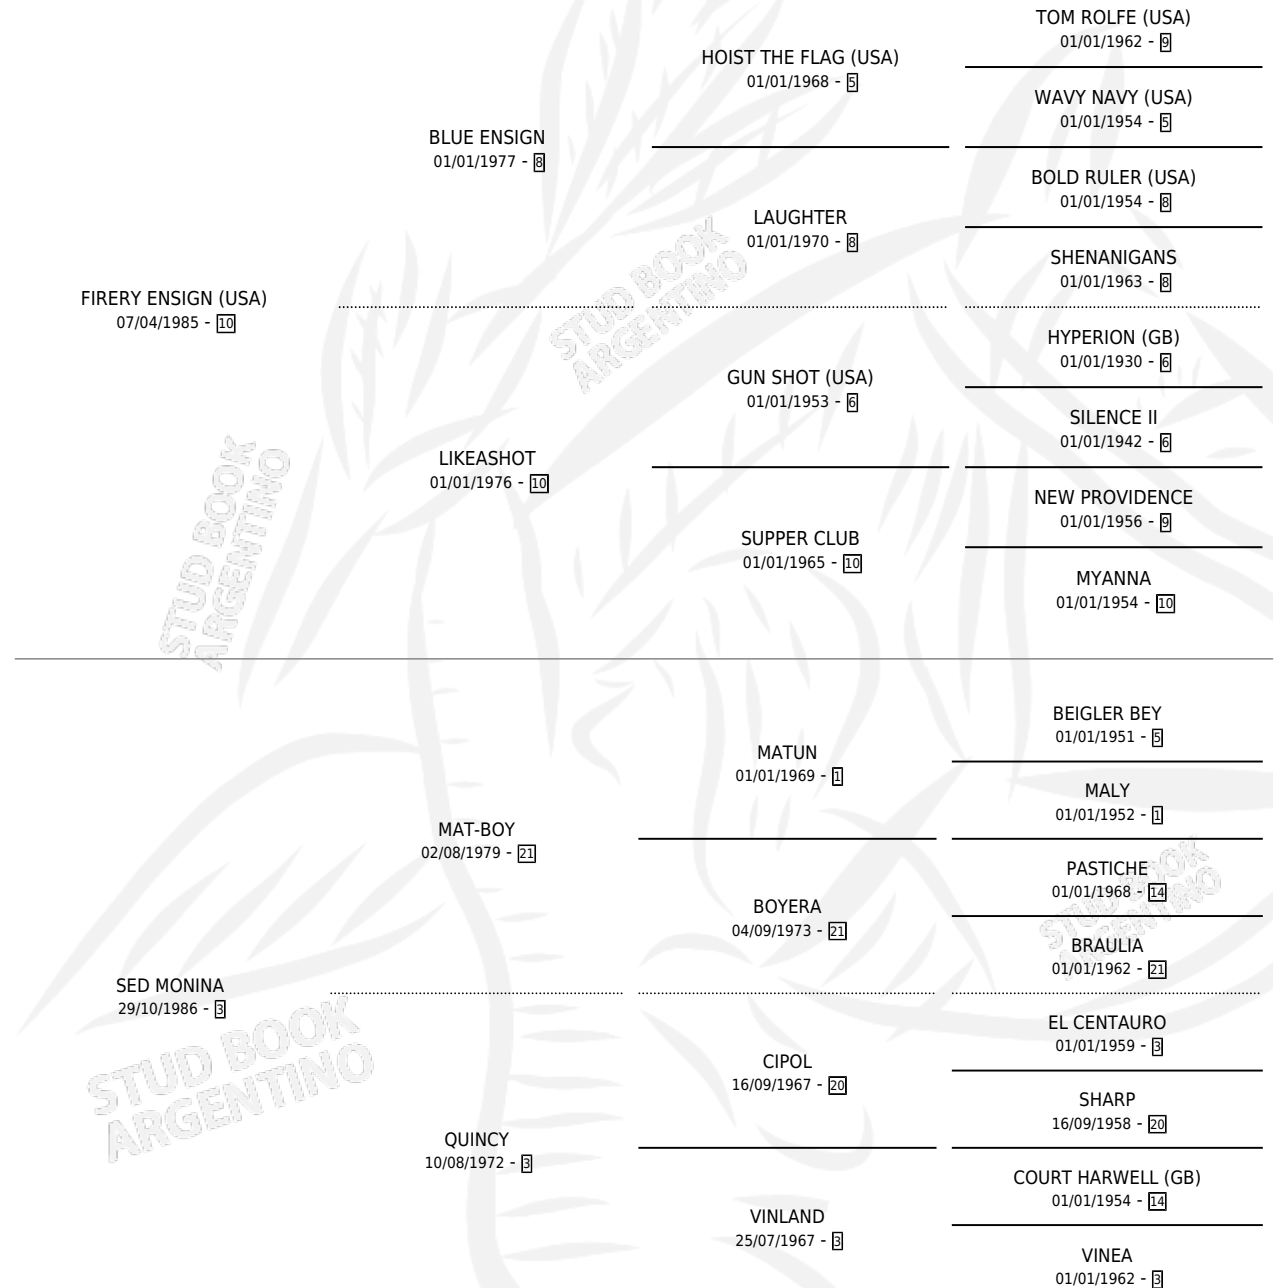 TOM ROLFE (USA)
01/01/1962 - 9
HOIST THE FLAG (USA)
01/01/1968 - 5
WAVY NAVY (USA)
01/01/1954 - 5
BLUE ENSIGN
01/01/1977 - 8
BOLD RULER (USA)
01/01/1954 - 8
LAUGHTER
01/01/1970 - 8
SHENANIGANS
01/01/1963 - 8
FIRERY ENSIGN (USA)
07/04/1985 - 10
HYPERION (GB)
01/01/1930 - 6
GUN SHOT (USA)
01/01/1953 - 6
SILENCE II
01/01/1942 - 6
LIKEASHOT
01/01/1976 - 10
NEW PROVIDENCE
01/01/1956 - 9
SUPPER CLUB
01/01/1965 - 10
MYANNA
01/01/1954 - 10
BEIGLER BEY
01/01/1951 - 5
MATUN
01/01/1969 - 1
MALY
01/01/1952 - 1
MAT-BOY
02/08/1979 - 21
PASTICHE
01/01/1968 - 14
BOYERA
04/09/1973 - 21
BRAULIA
01/01/1962 - 21
SED MONINA
29/10/1986 - 3
EL CENTAURO
01/01/1959 - 3
CIPOL
16/09/1967 - 20
SHARP
16/09/1958 - 20
QUINCY
10/08/1972 - 3
COURT HARWELL (GB)
01/01/1954 - 14
VINLAND
25/07/1967 - 3
VINEA
01/01/1962 - 3
STUD BOOK
ARGENTINO
STUD BOOK
ARGENTINO
STUD BOOK
ARGENTINO
STUD BOOK
ARGENTINO